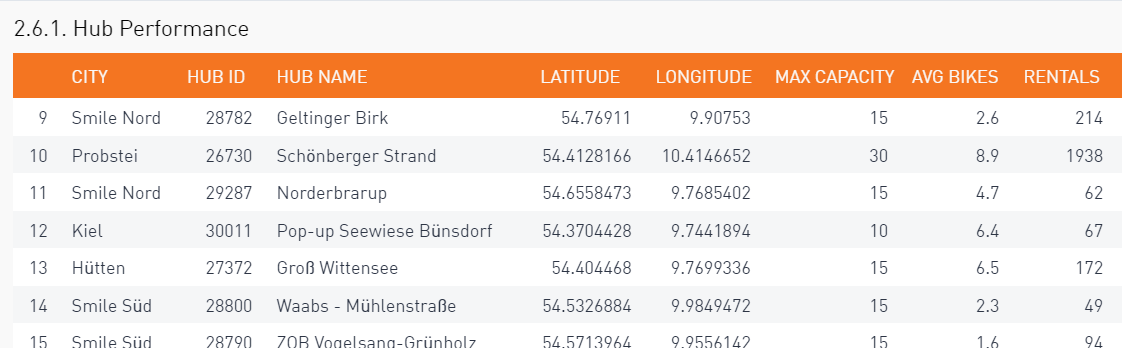 2.6.1. Hub Performance
CITY HUB ID HUB NAME LATITUDE LONGITUDE MAX CAPACITY AVG BIKES RENTALS
9 Smile Nord 28782 Geltinger Birk 54.76911 9.90753 15 2.6 214
10 Probstei 26730 Schönberger Strand 54.4128166 10.4146652 30 8.9 1938
11 Smile Nord 29287 Norderbrarup 54.6558473 9.7685402 15 4.7 62
12 Kiel 30011 Pop-up Seewiese Bünsdorf 54.3704428 9.7441894 10 6.4 67
13 Hütten 27372 Groß Wittensee 54.404468 9.7699336 15 6.5 172
14 Smile Süd 28800 Waabs - Mühlenstraße 54.5326884 9.9849472 15 2.3 49
15 Smile Süd 28790 ZOB Vogelsang-Grünholz 54.5713964 9.9556142 15 1.6 94